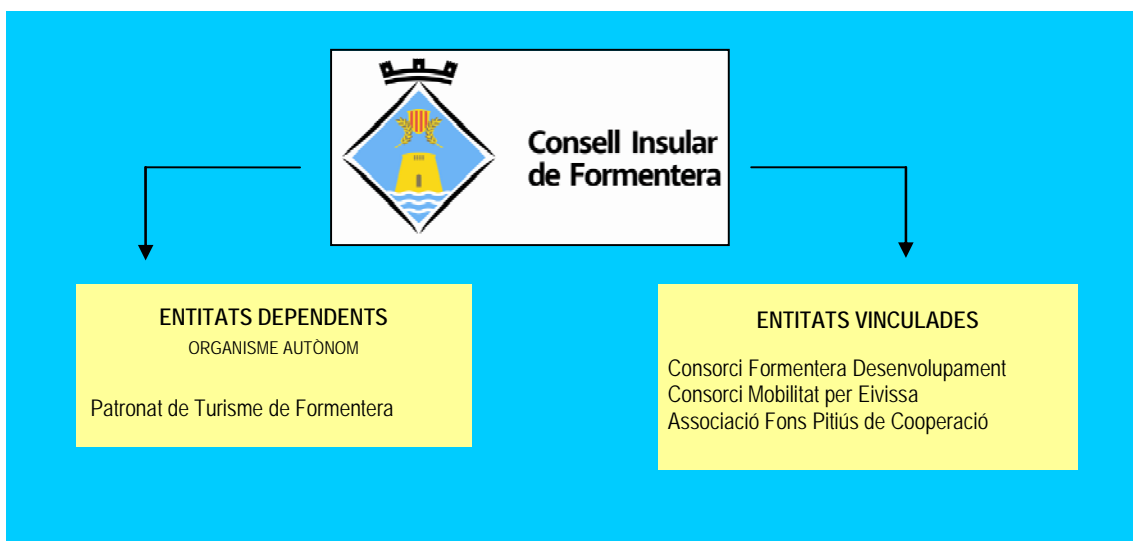 Consell Insular
de Formentera
ENTITATS DEPENDENTS
ORGANISME AUTÒNOM
Patronat de Turisme de Formentera
ENTITATS VINCULADES
Consorci Formentera Desenvolupament
Consorci Mobilitat per Eivissa
Associació Fons Pitiús de Cooperació